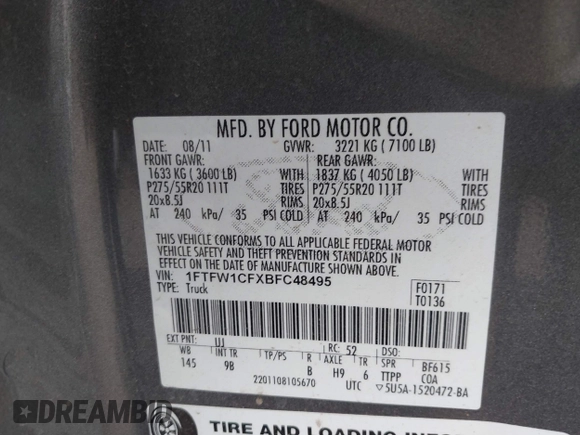 MFD. BY FORD MOTOR CO.
DATE: 08/11 GVWR: 3221 KG ( 7100 LB)
FRONT GAWR: REAR GAWR:
1633 KG ( 3600 LB) WITH 1837 KG ( 4050 LB) WITH
P275/55R20 111T TIRES P275/55R20 111T TIRES
20x8.5J RIMS 20x8.5J RIMS
AT 240 kPa/ 35 PSI COLD AT 240 kPa/ 35 PSI COLD
THIS VEHICLE CONFORMS TO ALL APPLICABLE FEDERAL MOTOR
VEHICLE SAFETY AND THEFT PREVENTION STANDARDS IN
EFFECT ON THE DATE OF MANUFACTURE SHOWN ABOVE.
VIN: 1FTFW1CFXBFC48495 F0171
TYPE: Truck T0136
EXT PNT: UJ RC: 52 DSO:
WB INT TR TP/PS R AXLE TR SPR BF615
145 9B B H9 6 TTPP COA
2201108105670 UTC 5U5A-1520472-BA
DREAMBID
TIRE AND LOADING INFO